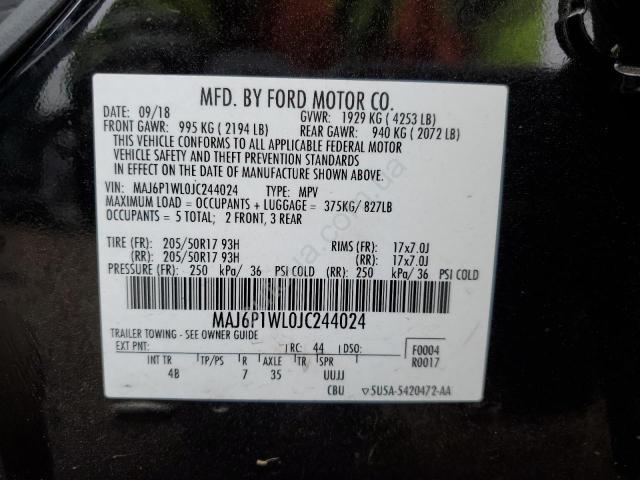 MFD. BY FORD MOTOR CO.
DATE: 09/18 GVWR: 1929 KG ( 4253 LB)
FRONT GAWR: 995 KG ( 2194 LB) REAR GAWR: 940 KG ( 2072 LB)
THIS VEHICLE CONFORMS TO ALL APPLICABLE FEDERAL MOTOR
VEHICLE SAFETY AND THEFT PREVENTION STANDARDS
IN EFFECT ON THE DATE OF MANUFACTURE SHOWN ABOVE.
VIN: MAJ6P1WL0JC244024 TYPE: MPV
MAXIMUM LOAD = OCCUPANTS + LUGGAGE = 375KG/ 827LB
OCCUPANTS = 5 TOTAL; 2 FRONT, 3 REAR
TIRE (FR): 205/50R17 93H RIMS (FR): 17x7.0J
(RR): 205/50R17 93H (RR): 17x7.0J
PRESSURE (FR): 250 kPa/ 36 PSI COLD (RR): 250 kPa/ 36 PSI COLD
MAJ6P1WL0JC244024
TRAILER TOWING - SEE OWNER GUIDE
EXT PNT: RC: 44 DSO: F0004
R0017
INT TR TP/PS R AXLE TR SPR
4B 7 35 UUJJ
CBU ▽5USA-5420472-AA